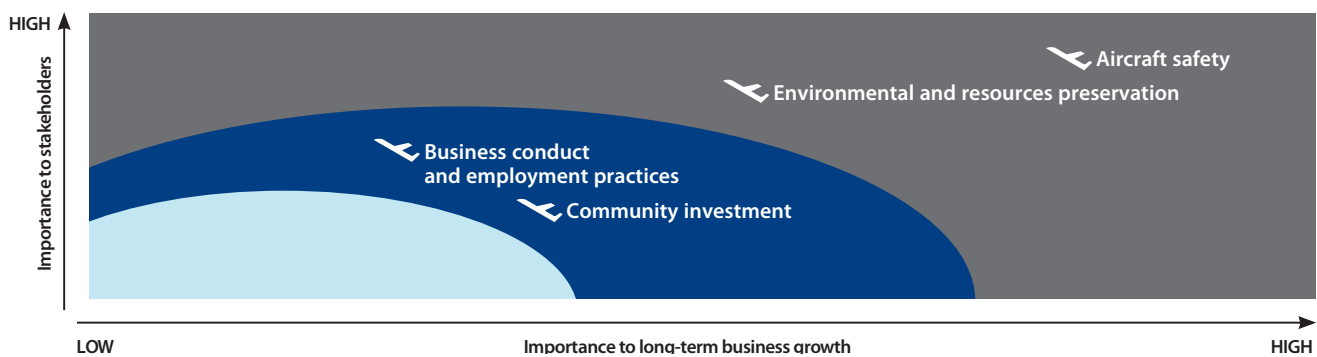 HIGH
Importance to stakeholders
Aircraft safety
Environmental and resources preservation
Business conduct
and employment practices
Community investment
LOW
Importance to long-term business growth
HIGH